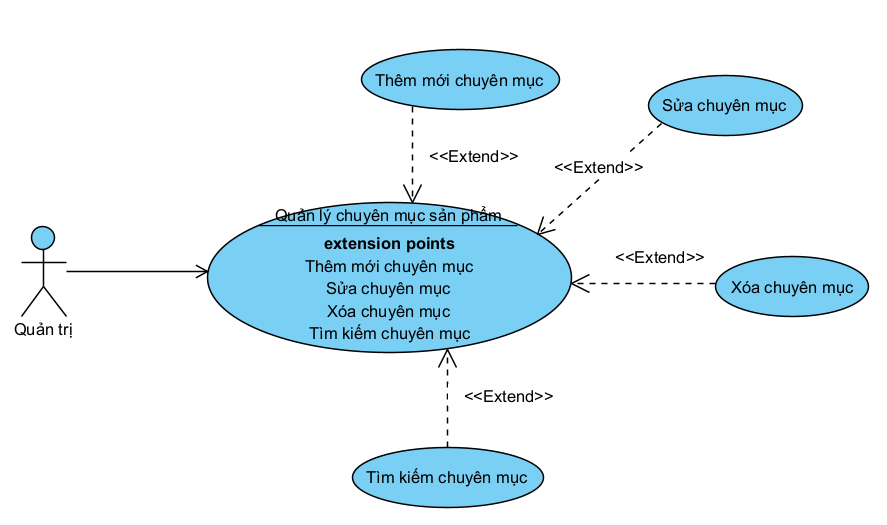 Thêm mới chuyên mục
Sửa chuyên mục
<<Extend>>
<<Extend>>
Quản lý chuyên mục sản phẩm
extension points
Thêm mới chuyên mục
Sửa chuyên mục
Xóa chuyên mục
Tìm kiếm chuyên mục
<<Extend>>
Xóa chuyên mục
Quản trị
<<Extend>>
Tìm kiếm chuyên mục